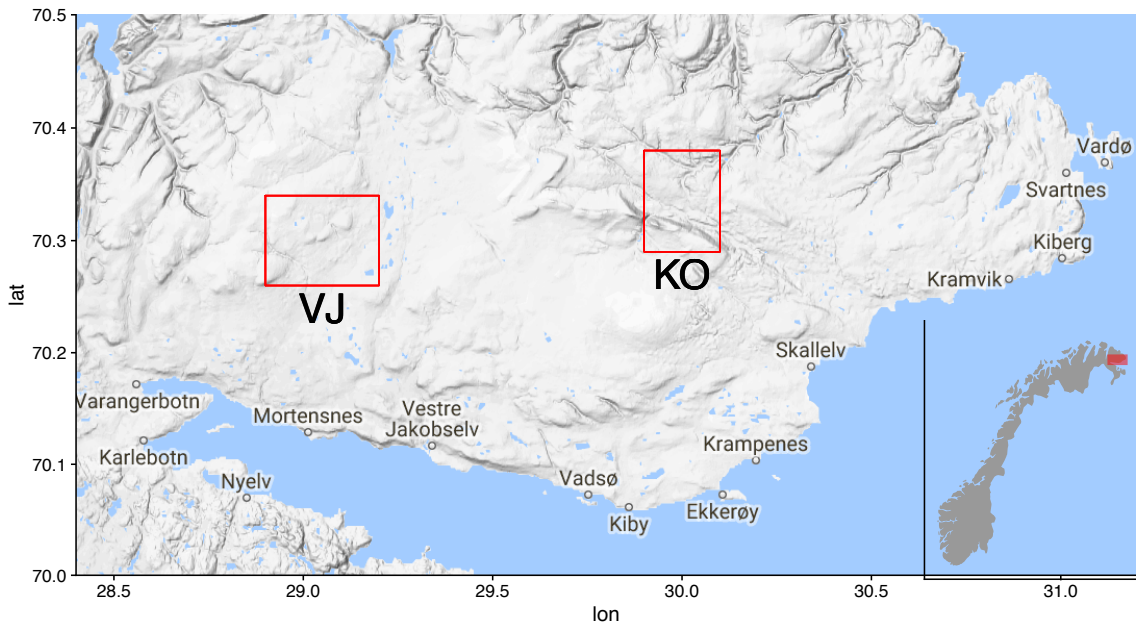 70.5
70.4
Vardø
Svartnes
70.3
Kiberg
KO
Kramvik
lat
VJ
70.2
Skallelv
Varangerbotn
Mortensnes
Vestre
Jakobselv
Krampenes
Karlebotn
70.1
Nyelv
Vadsø
Ekkerøy
Kiby
70.0
28.5
29.0
29.5
30.0
30.5
31.0
lon